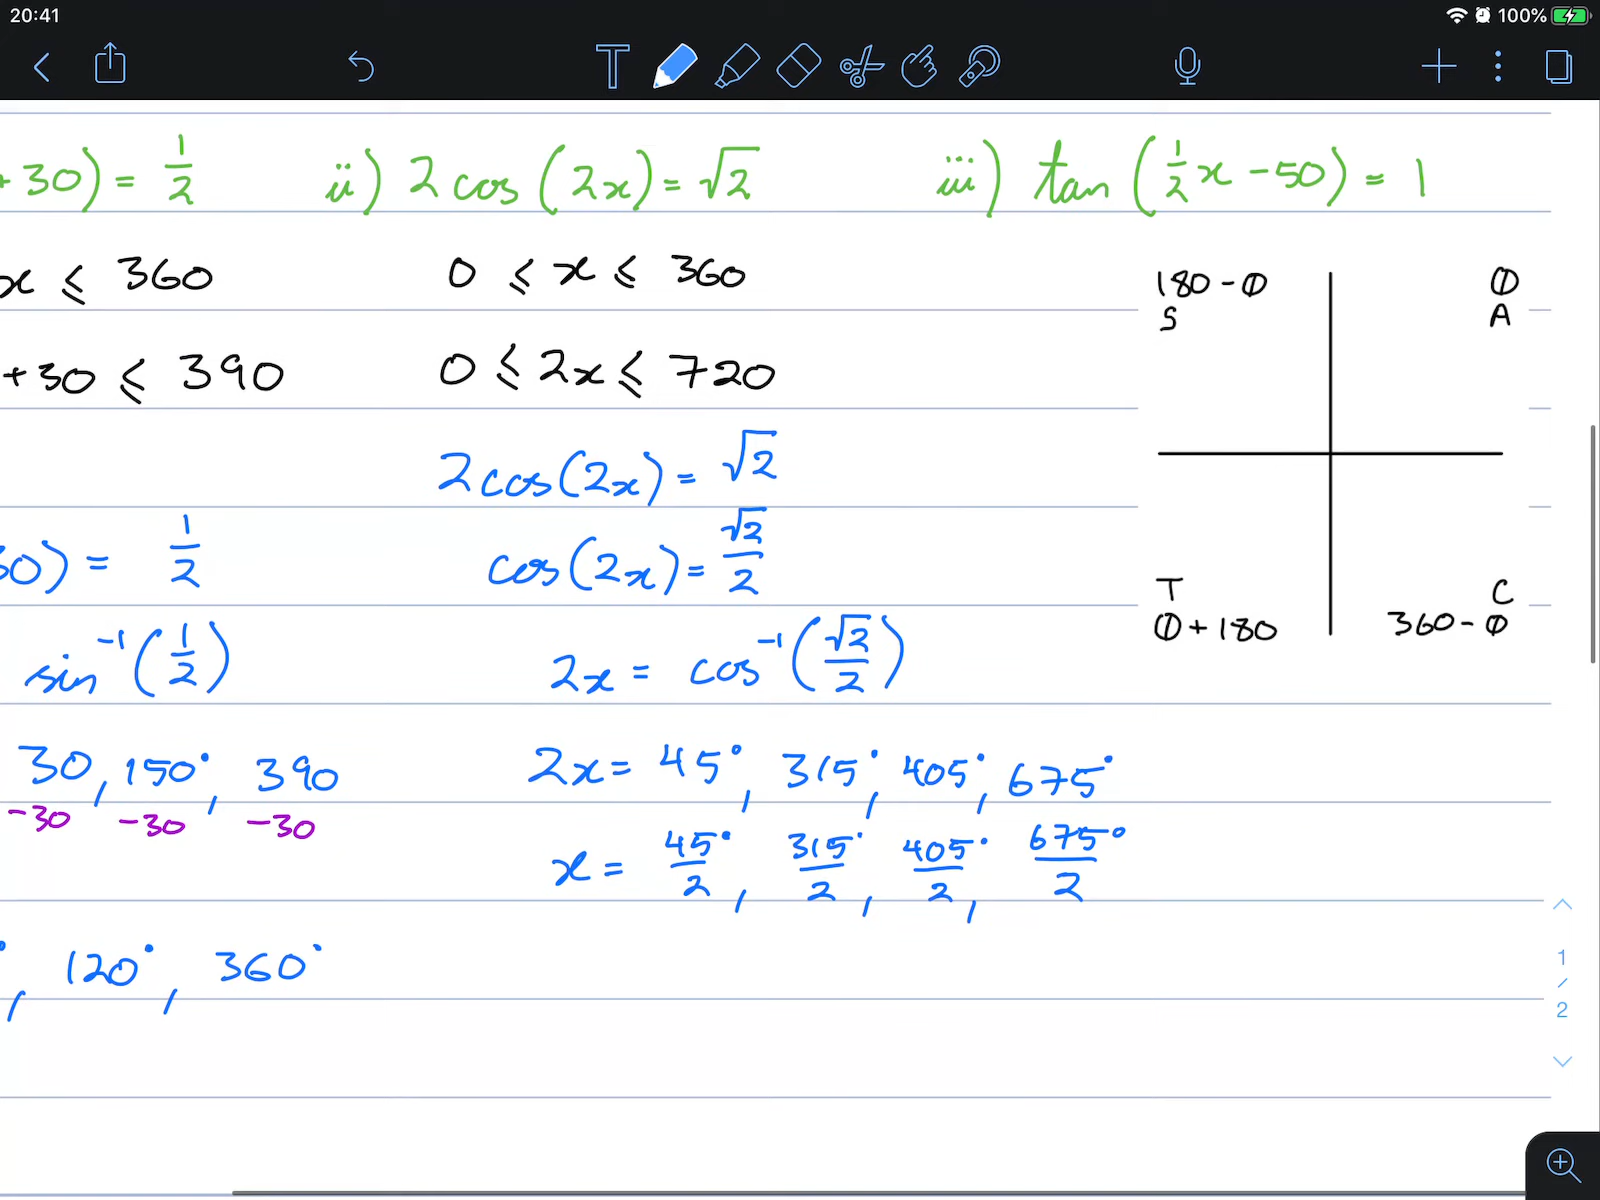 20:41 100%
+30) = 1/2 ii) 2 cos (2x) = √2 iii) tan (1/2 x - 50) = 1
x ≤ 360 0 ≤ x ≤ 360
180 - θ θ
S A
+30 ≤ 390 0 ≤ 2x ≤ 720
2cos(2x) = √2
30) = 1/2 cos(2x) = √2/2
T C
θ + 180 360 - θ
sin⁻¹(1/2) 2x = cos⁻¹(√2/2)
30, 150°, 390 2x = 45°, 315°, 405°, 675°
-30 -30 -30
x = 45°/2, 315°/2, 405°/2, 675°/2
°, 120°, 360°
1/2